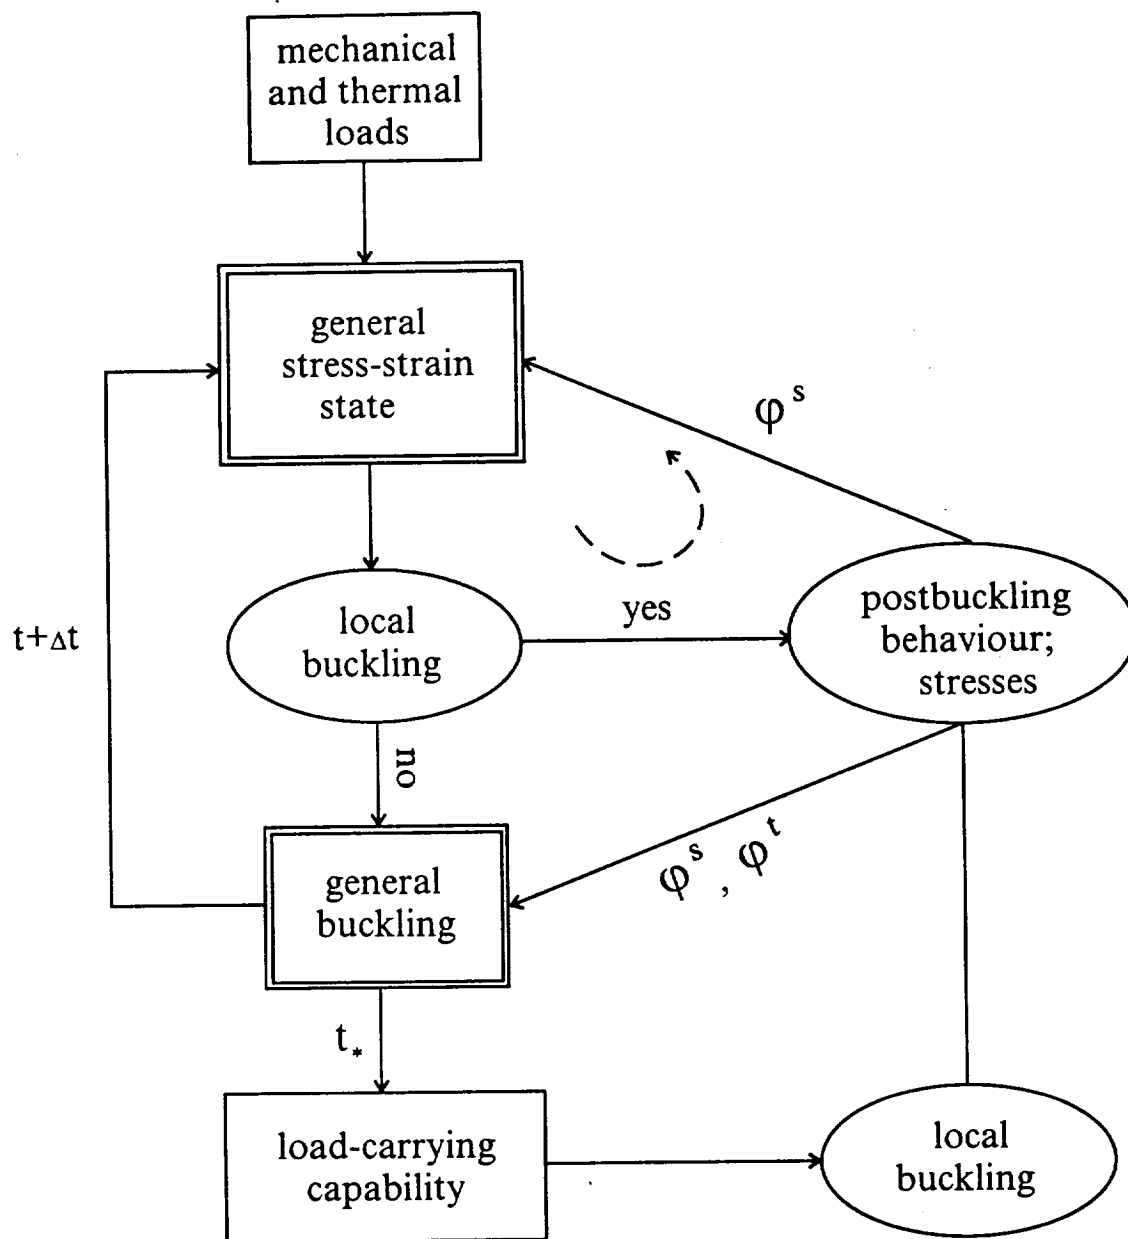 mechanical
and thermal
loads
general
stress-strain
state
φ s
t+Δt
local
buckling
yes
postbuckling
behaviour;
stresses
no
general
buckling
φ s , φ t
t *
load-carrying
capability
local
buckling